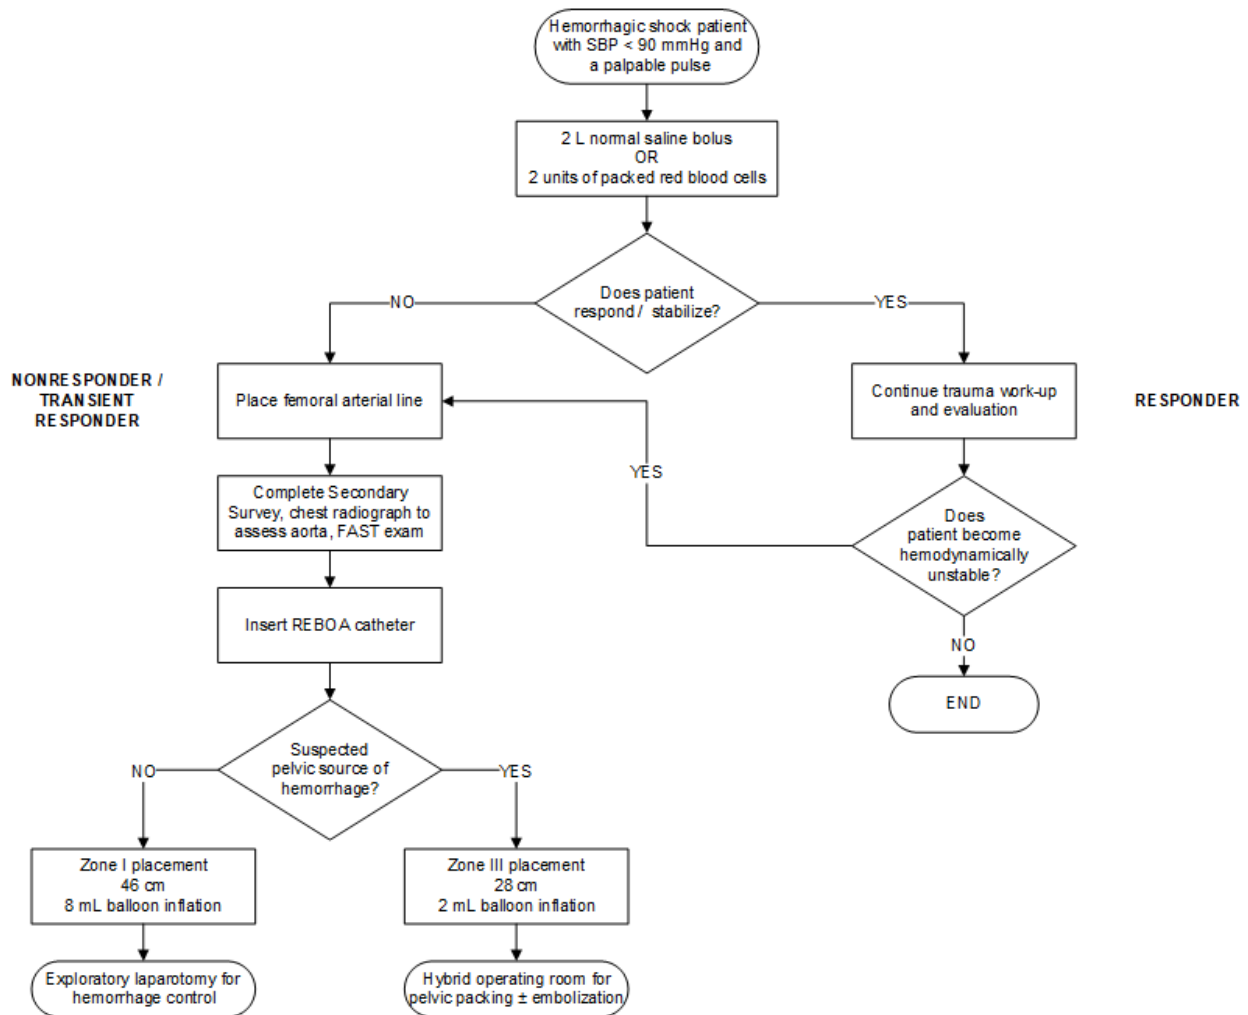 Hemorrhagic shock patient
with SBP < 90 mmHg and
a palpable pulse
2 L normal saline bolus
OR
2 units of packed red blood cells
Does patient
respond / stabilize?
NO
YES
NONRESPONDER /
TRANSIENT
RESPONDER
Place femoral arterial line
Continue trauma work-up
and evaluation
RESPONDER
YES
Complete Secondary
Survey, chest radiograph to
assess aorta, FAST exam
Does
patient become
hemodynamically
unstable?
Insert REBOA catheter
NO
END
Suspected
pelvic source of
hemorrhage?
NO
YES
Zone I placement
46 cm
8 mL balloon inflation
Zone III placement
28 cm
2 mL balloon inflation
Exploratory laparotomy for
hemorrhage control
Hybrid operating room for
pelvic packing ± embolization